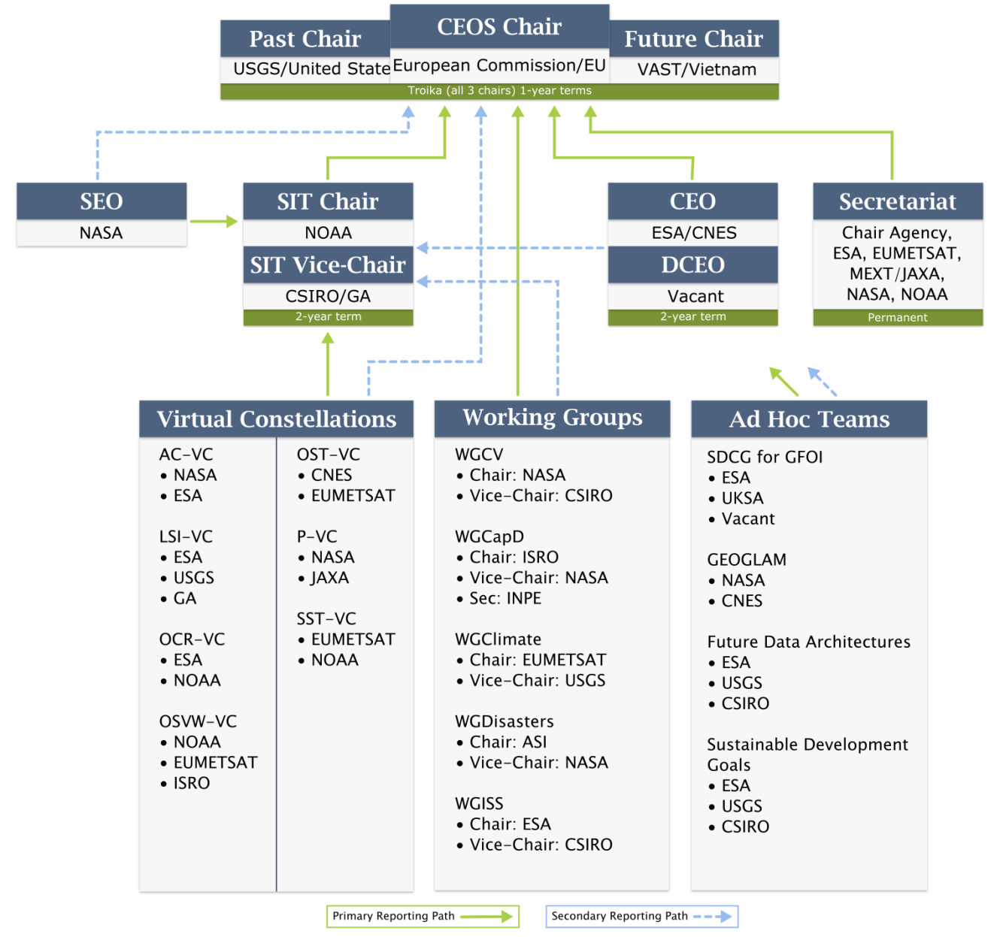 Past Chair
CEOS Chair
Future Chair
USGS/United State
European Commission/EU
VAST/Vietnam
Troika (all 3 chairs) 1-year terms
SEO
NASA
SIT Chair
NOAA
SIT Vice-Chair
CSIRO/GA
2-year term
CEO
ESA/CNES
DCEO
Vacant
2-year term
Secretariat
Chair Agency,
ESA, EUMETSAT,
MEXT/JAXA,
NASA, NOAA
Permanent
Virtual Constellations
AC-VC
• NASA
• ESA
LSI-VC
• ESA
• USGS
• GA
OCR-VC
• ESA
• NOAA
OSVW-VC
• NOAA
• EUMETSAT
• ISRO
OST-VC
• CNES
• EUMETSAT
P-VC
• NASA
• JAXA
SST-VC
• EUMETSAT
• NOAA
Working Groups
WGCV
• Chair: NASA
• Vice-Chair: CSIRO
WGCapD
• Chair: ISRO
• Vice-Chair: NASA
• Sec: INPE
WGClimate
• Chair: EUMETSAT
• Vice-Chair: USGS
WGDisasters
• Chair: ASI
• Vice-Chair: NASA
WGISS
• Chair: ESA
• Vice-Chair: CSIRO
Ad Hoc Teams
SDCG for GFOI
• ESA
• UKSA
• Vacant
GEOGLAM
• NASA
• CNES
Future Data Architectures
• ESA
• USGS
• CSIRO
Sustainable Development
Goals
• ESA
• USGS
• CSIRO
Primary Reporting Path
Secondary Reporting Path